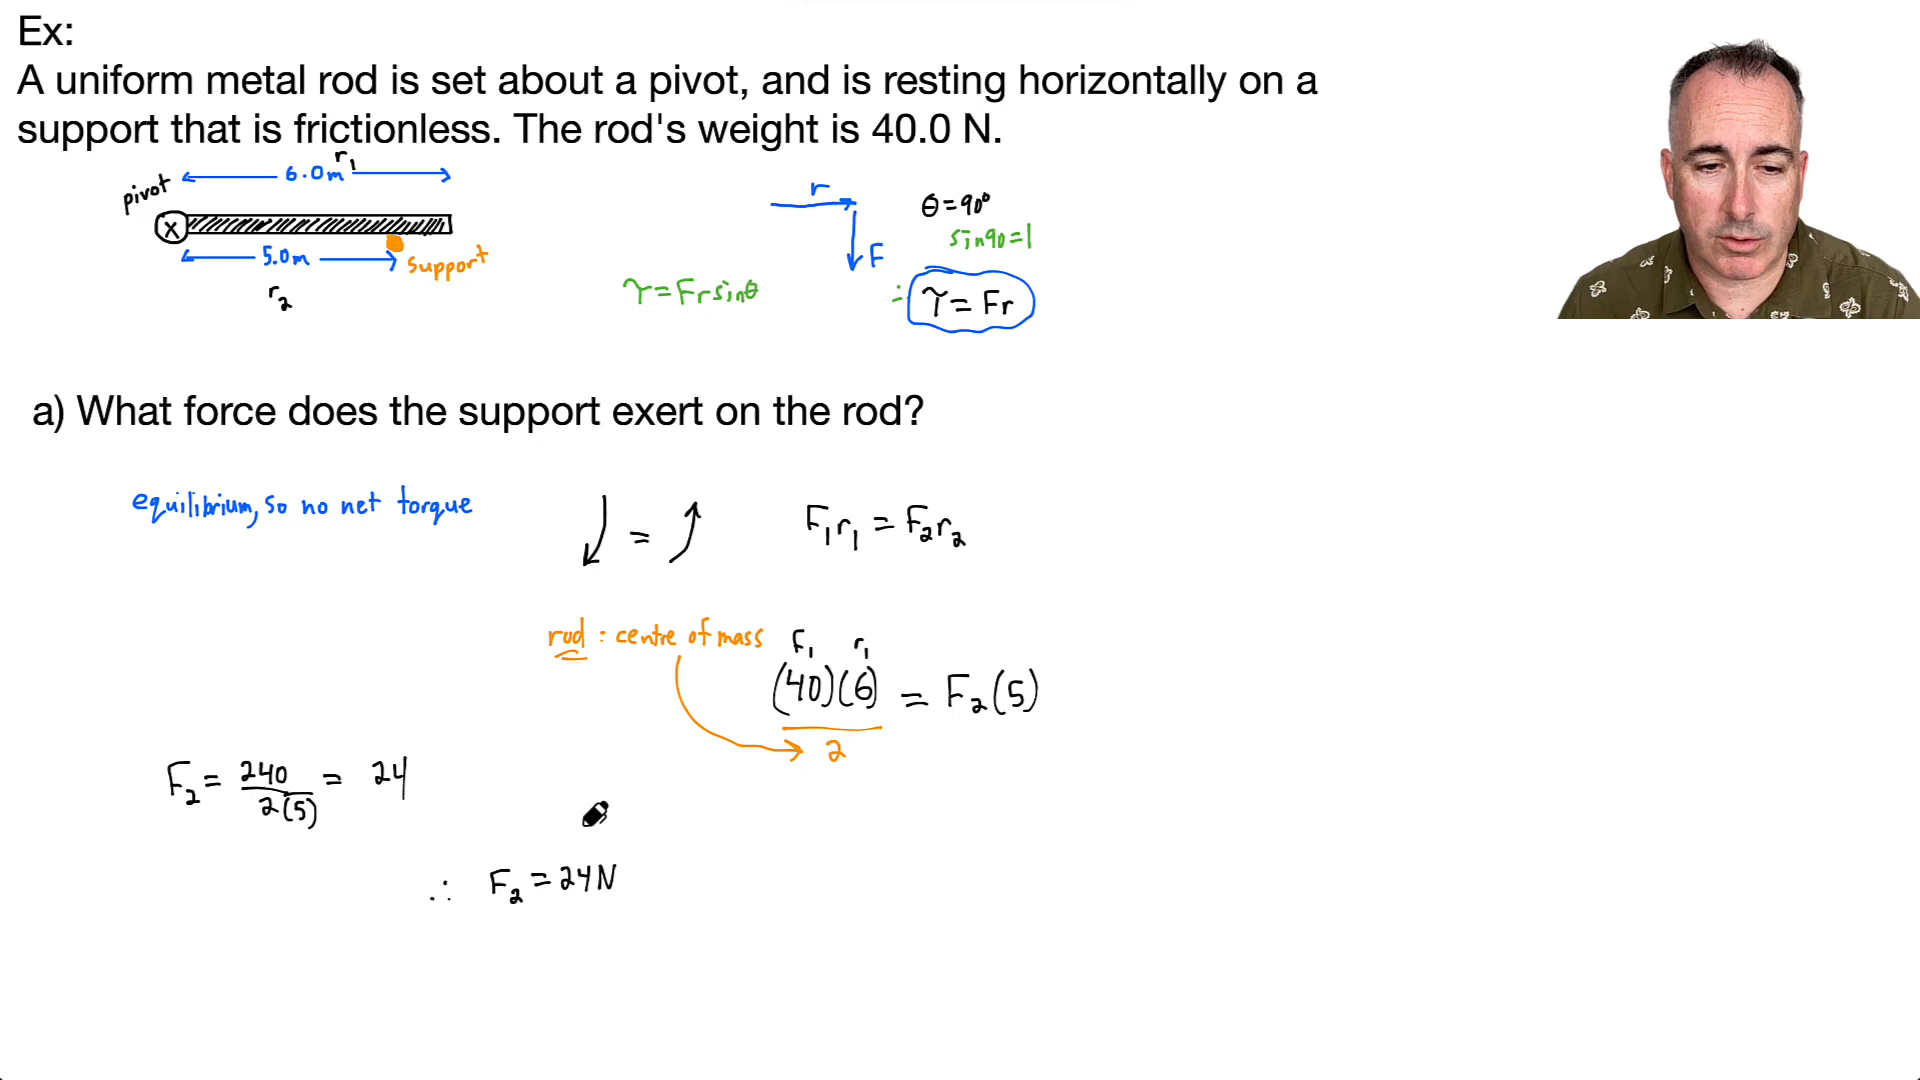 Ex:
A uniform metal rod is set about a pivot, and is resting horizontally on a
support that is frictionless. The rod's weight is 40.0 N.
r₁
6.0m
pivot
X
5.0m
support
r₂
r
F
θ=90°
sin90=1
τ=Frsinθ
∴ τ=Fr
a) What force does the support exert on the rod?
equilibrium, so no net torque
=
F₁r₁ = F₂r₂
rod : centre of mass
F₁ r₁
(40)(6) = F₂(5)
2
F₂ = 240 = 24
2(5)
∴ F₂ = 24N